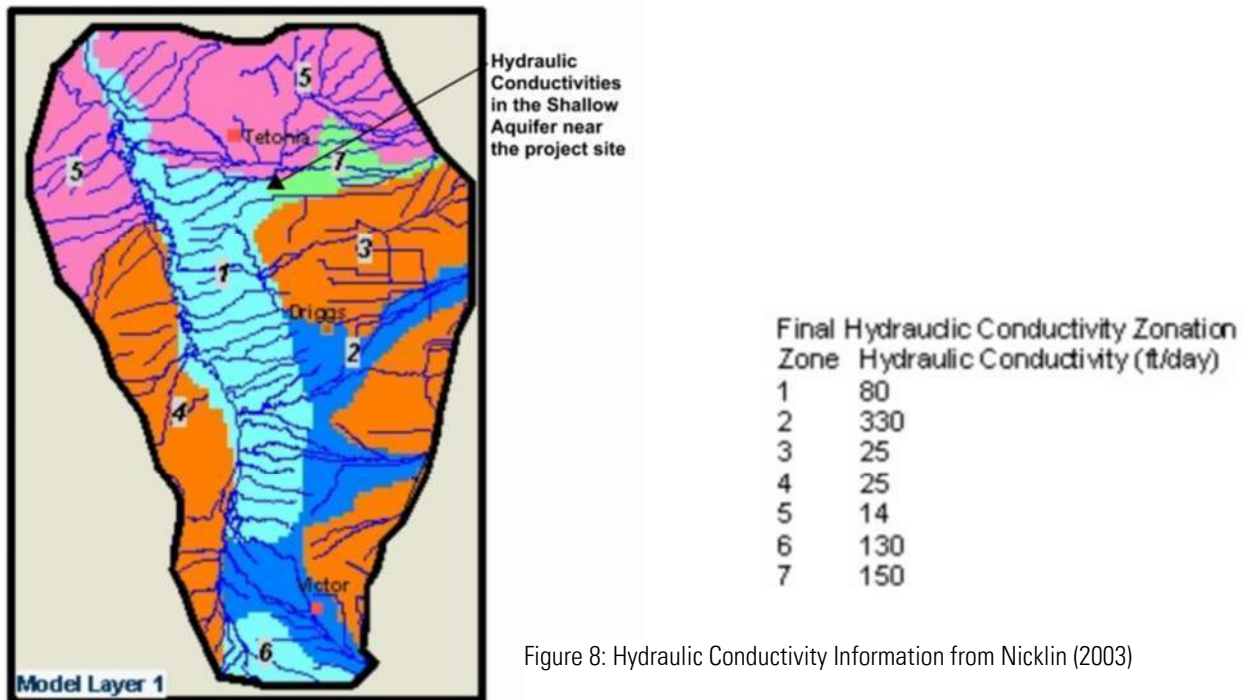 Hydraulic
Conductivities
in the Shallow
Aquifer near
the project site
5
Tetonia
7
5
3
1
Driggs
2
4
Victor
6
Model Layer 1
Final Hydraudic Conductivity Zonation
Zone Hydraulic Conductivity (ft/day)
1 80
2 330
3 25
4 25
5 14
6 130
7 150
Figure 8: Hydraulic Conductivity Information from Nicklin (2003)